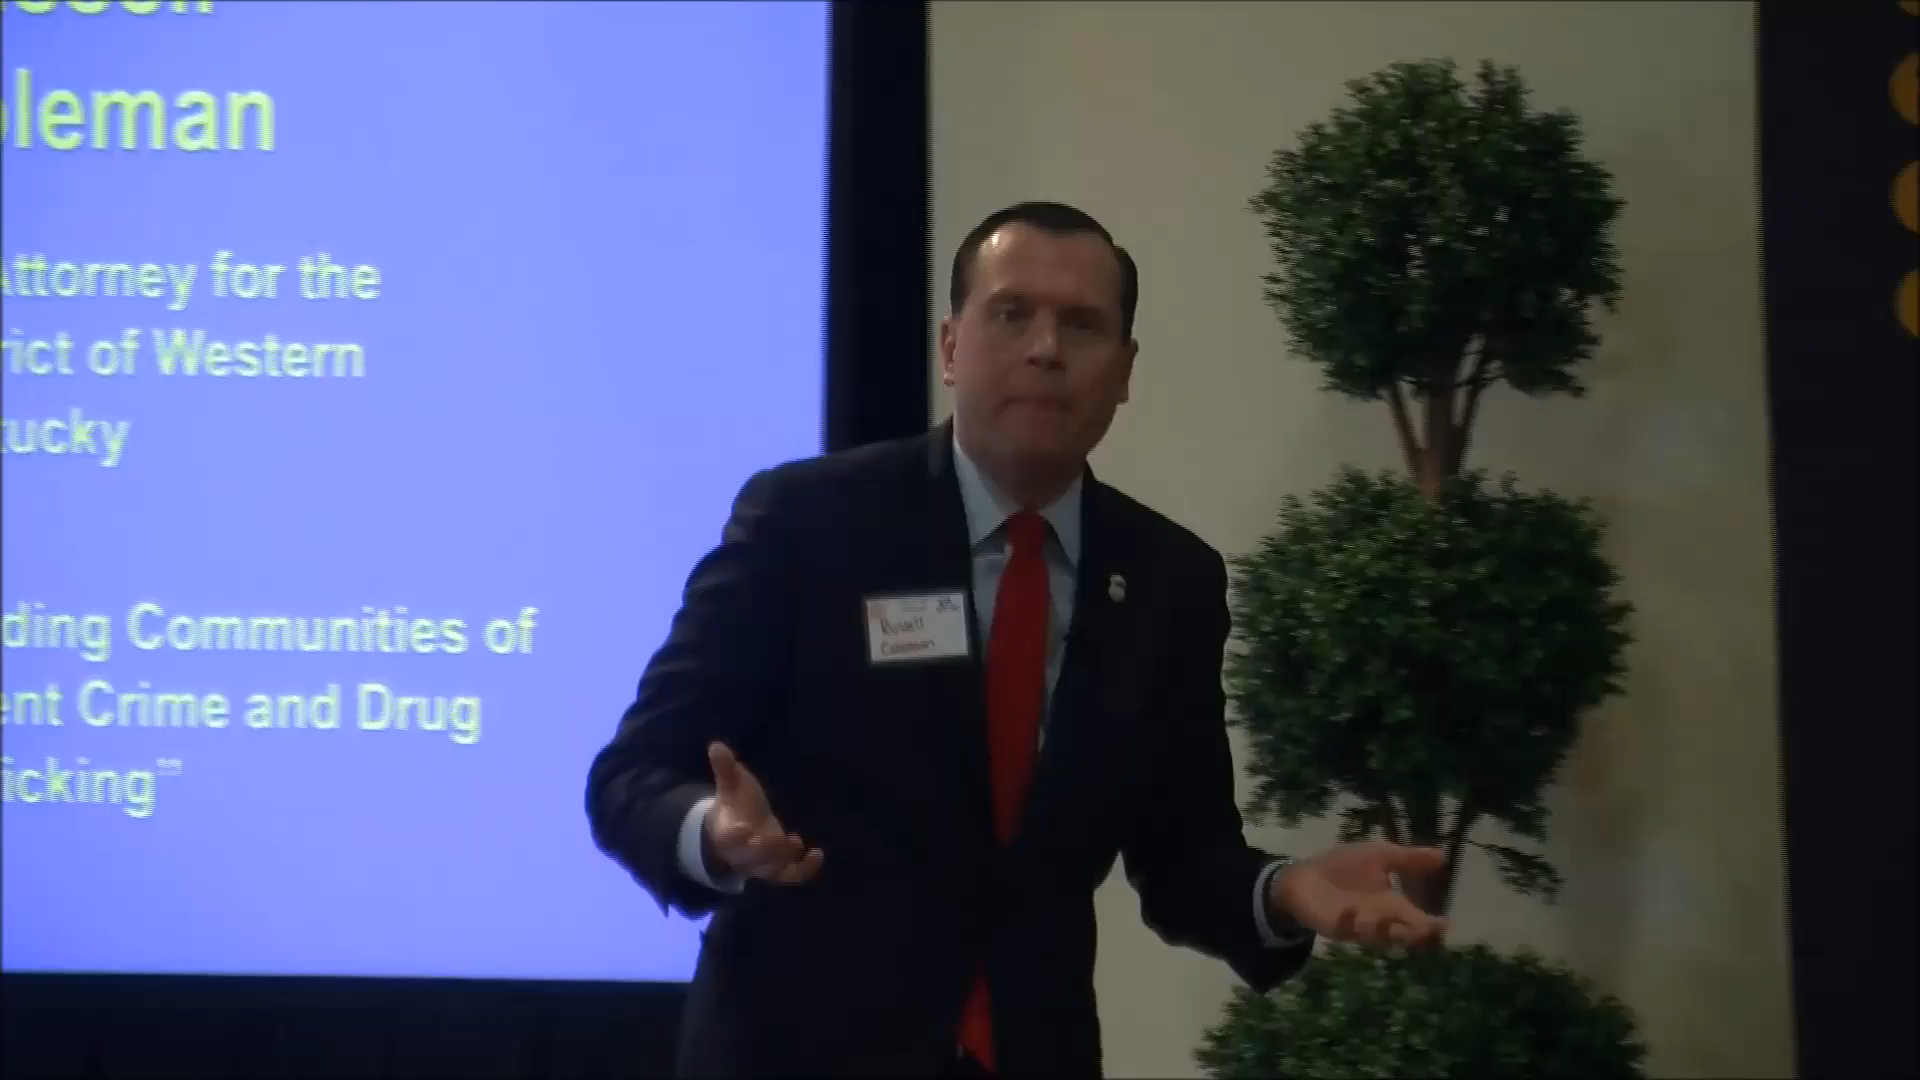 oleman
Attorney for the
rict of Western
tucky
ding Communities of
ent Crime and Drug
icking"
Russell
Coleman